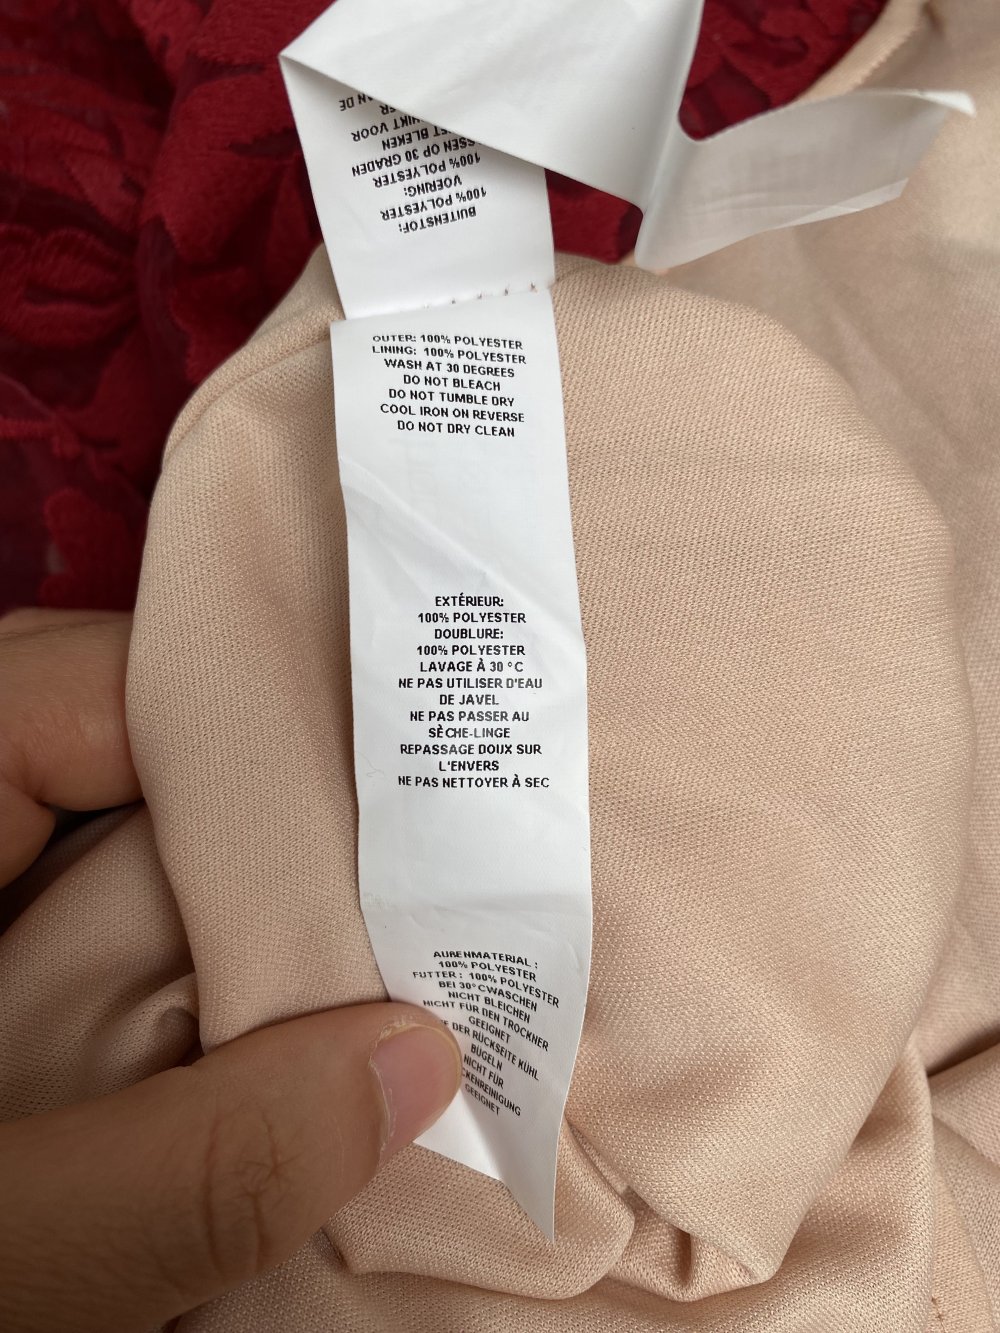 BUITENSTOF:
100% POLYESTER
VOERING:
100% POLYESTER
OP 30 GRADEN
BLEKEN
VOOR
DE
OUTER: 100% POLYESTER
LINING: 100% POLYESTER
WASH AT 30 DEGREES
DO NOT BLEACH
DO NOT TUMBLE DRY
COOL IRON ON REVERSE
DO NOT DRY CLEAN
EXTÉRIEUR:
100% POLYESTER
DOUBLURE:
100% POLYESTER
LAVAGE À 30 °C
NE PAS UTILISER D'EAU
DE JAVEL
NE PAS PASSER AU
SÈCHE-LINGE
REPASSAGE DOUX SUR
L'ENVERS
NE PAS NETTOYER À SEC
AUßENMATERIAL :
100% POLYESTER
FUTTER : 100% POLYESTER
BEI 30°CWASCHEN
NICHT BLEICHEN
NICHT FÜR DEN TROCKNER
GEEIGNET
DER RÜCKSEITE KÜHL
BÜGELN
NICHT FÜR
GEEIGNET